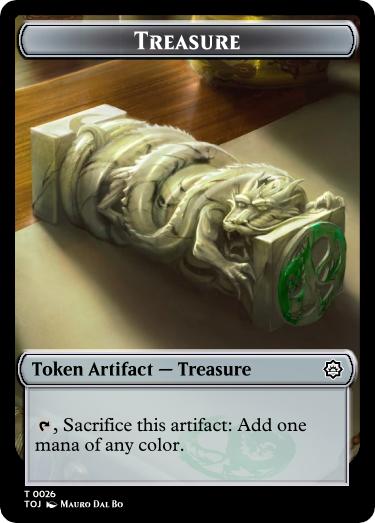 Treasure
Token Artifact — Treasure
, Sacrifice this artifact: Add one
mana of any color.
T 0026
TOJ Mauro Dal Bo